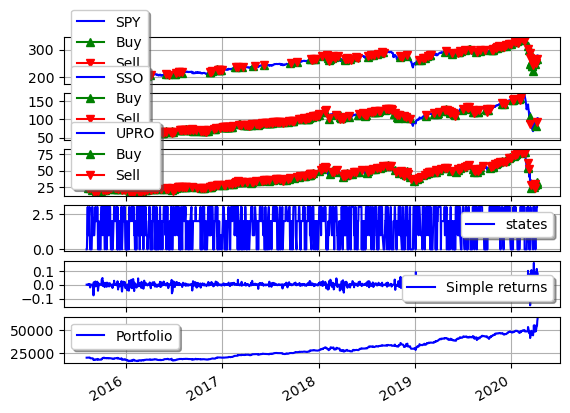 SPY
Buy
Sell
300
200
SSO
Buy
Sell
150
100
50
UPRO
Buy
Sell
75
50
25
states
2.5
0.0
Simple returns
0.1
0.0
−0.1
Portfolio
50000
25000
2016 2017 2018 2019 2020